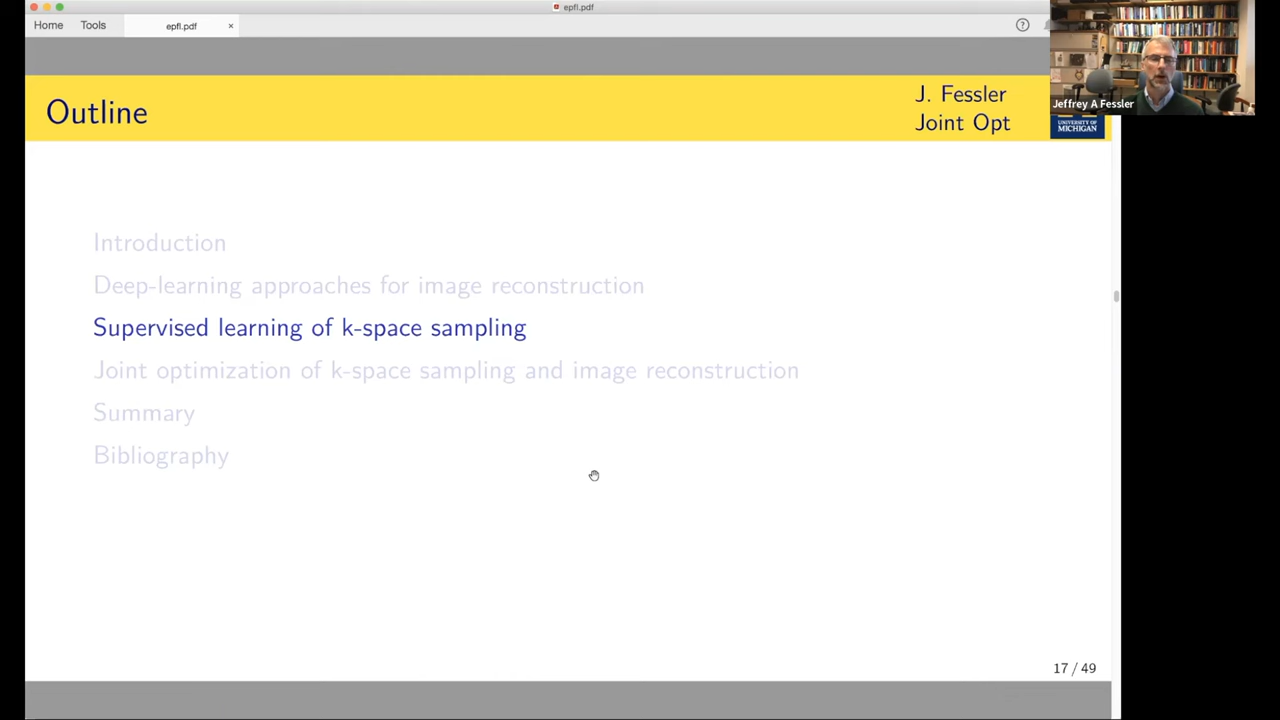 epfl.pdf
Home Tools epfl.pdf ×
?
Outline
J. Fessler
Joint Opt
Jeffrey A Fessler
UNIVERSITY OF
MICHIGAN
Introduction
Deep-learning approaches for image reconstruction
Supervised learning of k-space sampling
Joint optimization of k-space sampling and image reconstruction
Summary
Bibliography
17 / 49